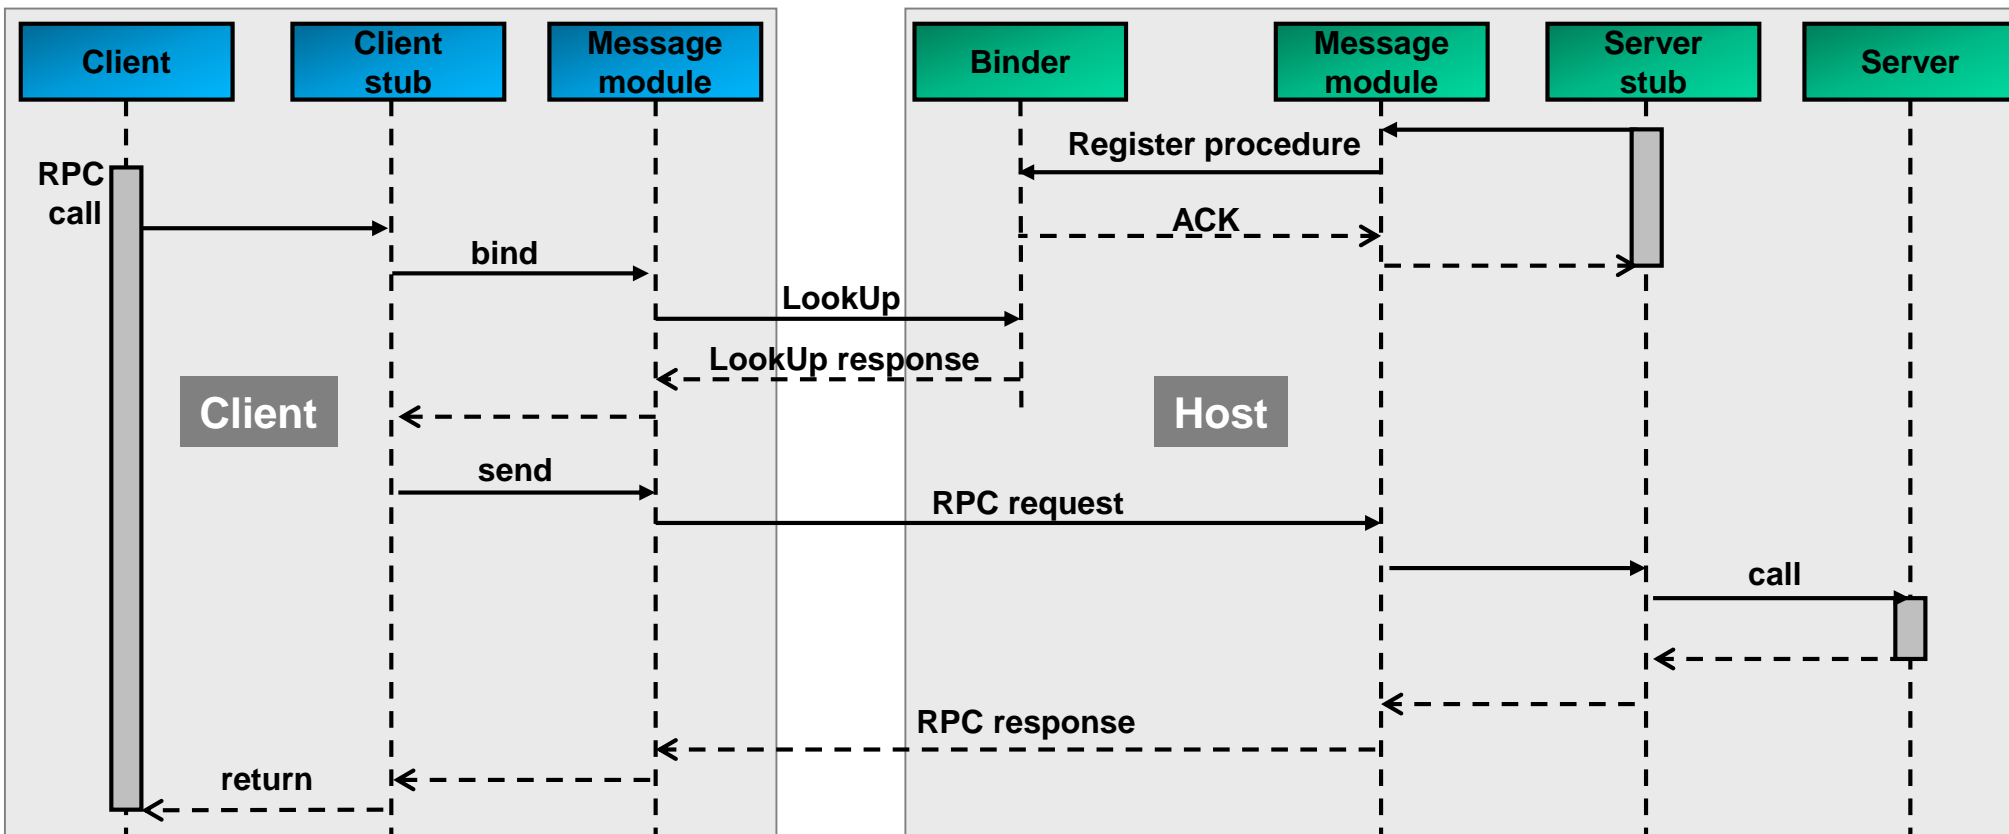 Client
Client
stub
Message
module
Binder
Message
module
Server
stub
Server
Register procedure
RPC
call
ACK
bind
LookUp
LookUp response
Client
Host
send
RPC request
call
RPC response
return